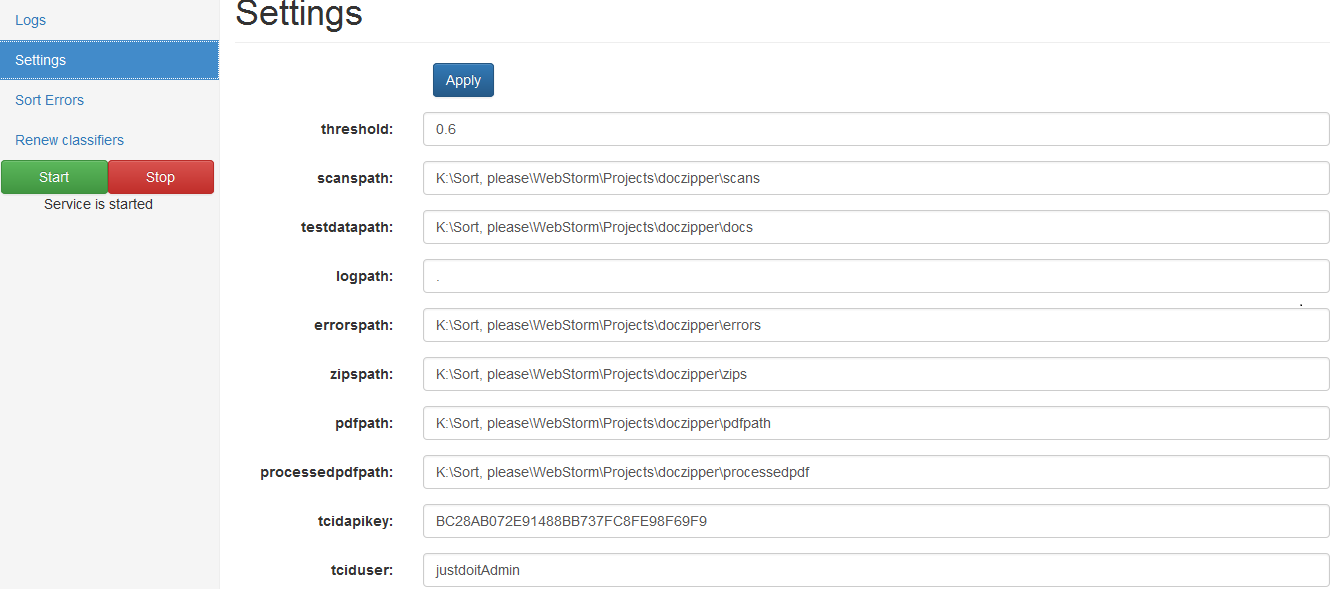 Logs
Settings
Sort Errors
Renew classifiers
Start Stop
Service is started
Settings
Apply
threshold: 0.6
scanspath: K:\Sort, please\WebStorm\Projects\doczipper\scans
testdatapath: K:\Sort, please\WebStorm\Projects\doczipper\docs
logpath: .
.
errorspath: K:\Sort, please\WebStorm\Projects\doczipper\errors
zipspath: K:\Sort, please\WebStorm\Projects\doczipper\zips
pdfpath: K:\Sort, please\WebStorm\Projects\doczipper\pdfpath
processedpdfpath: K:\Sort, please\WebStorm\Projects\doczipper\processedpdf
tcidapikey: BC28AB072E91488BB737FC8FE98F69F9
tciduser: justdoitAdmin